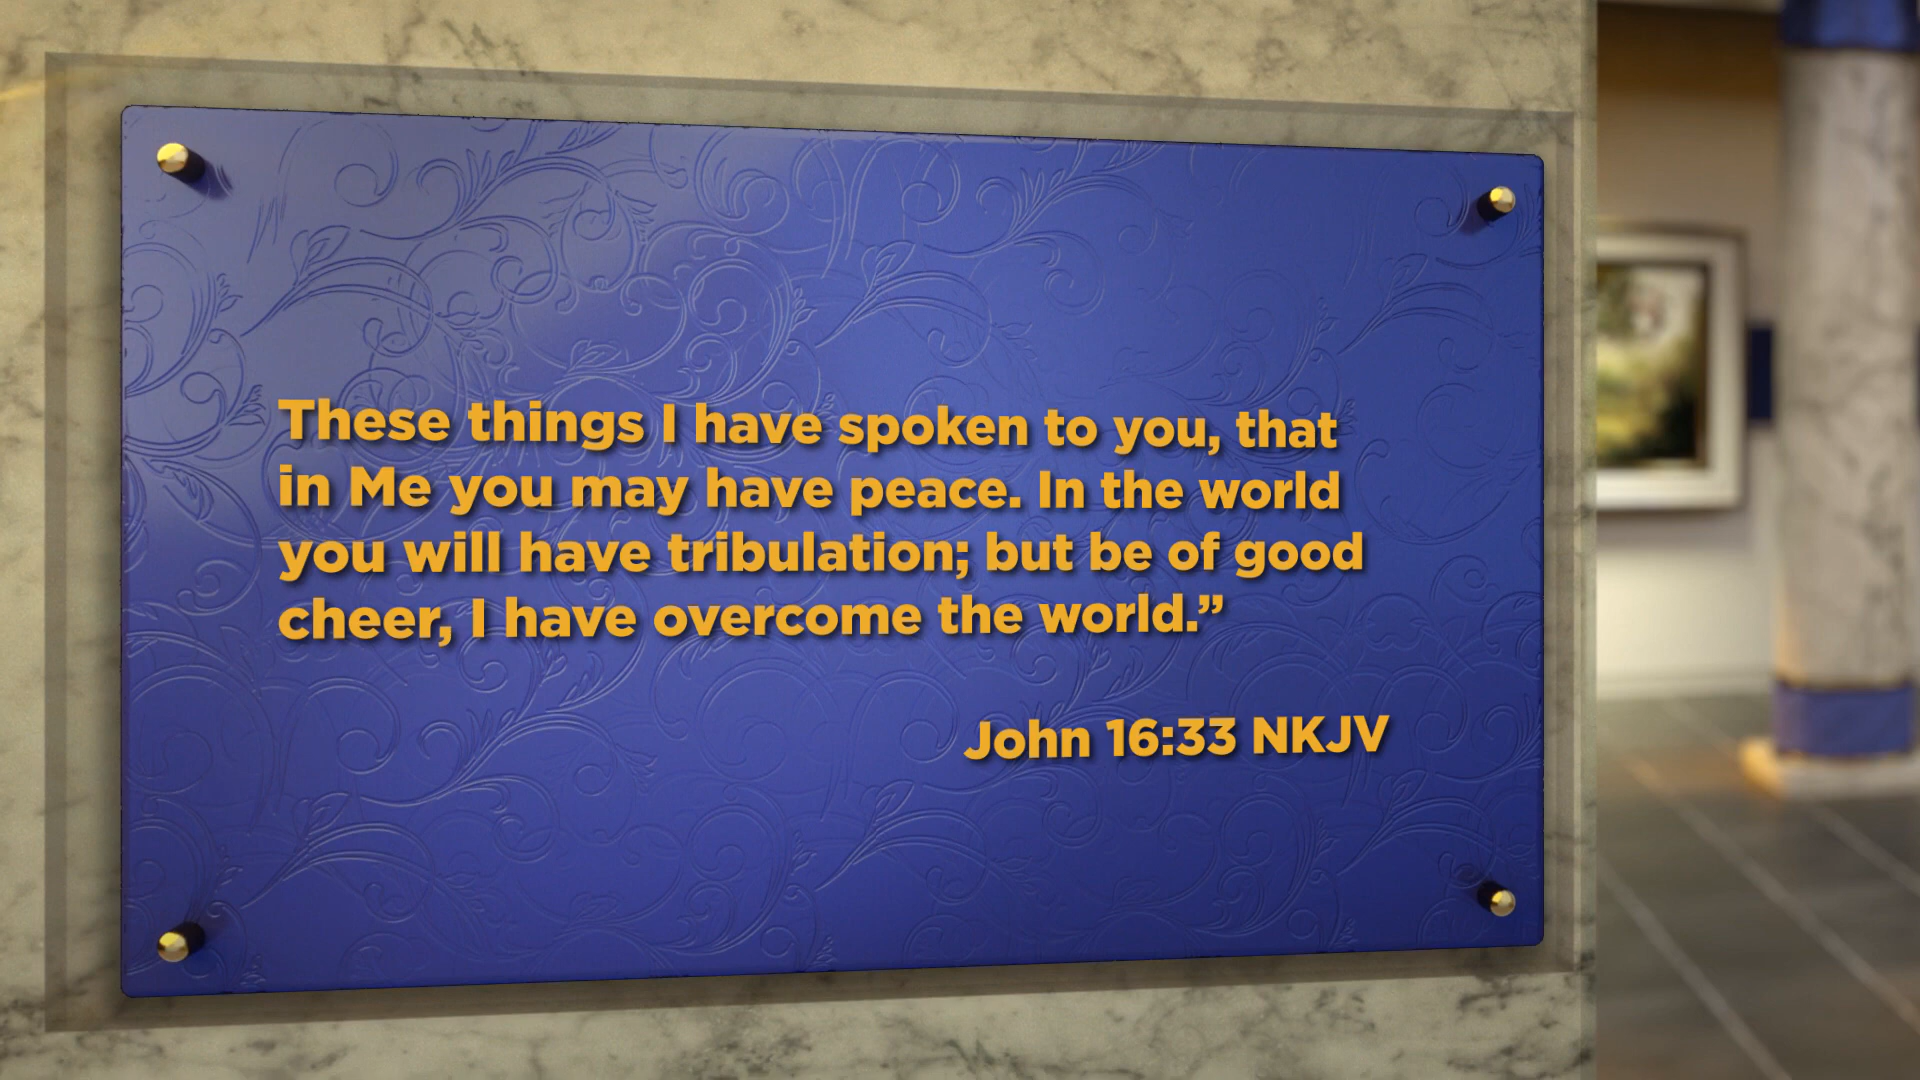 These things I have spoken to you, that
in Me you may have peace. In the world
you will have tribulation; but be of good
cheer, I have overcome the world.”
John 16:33 NKJV